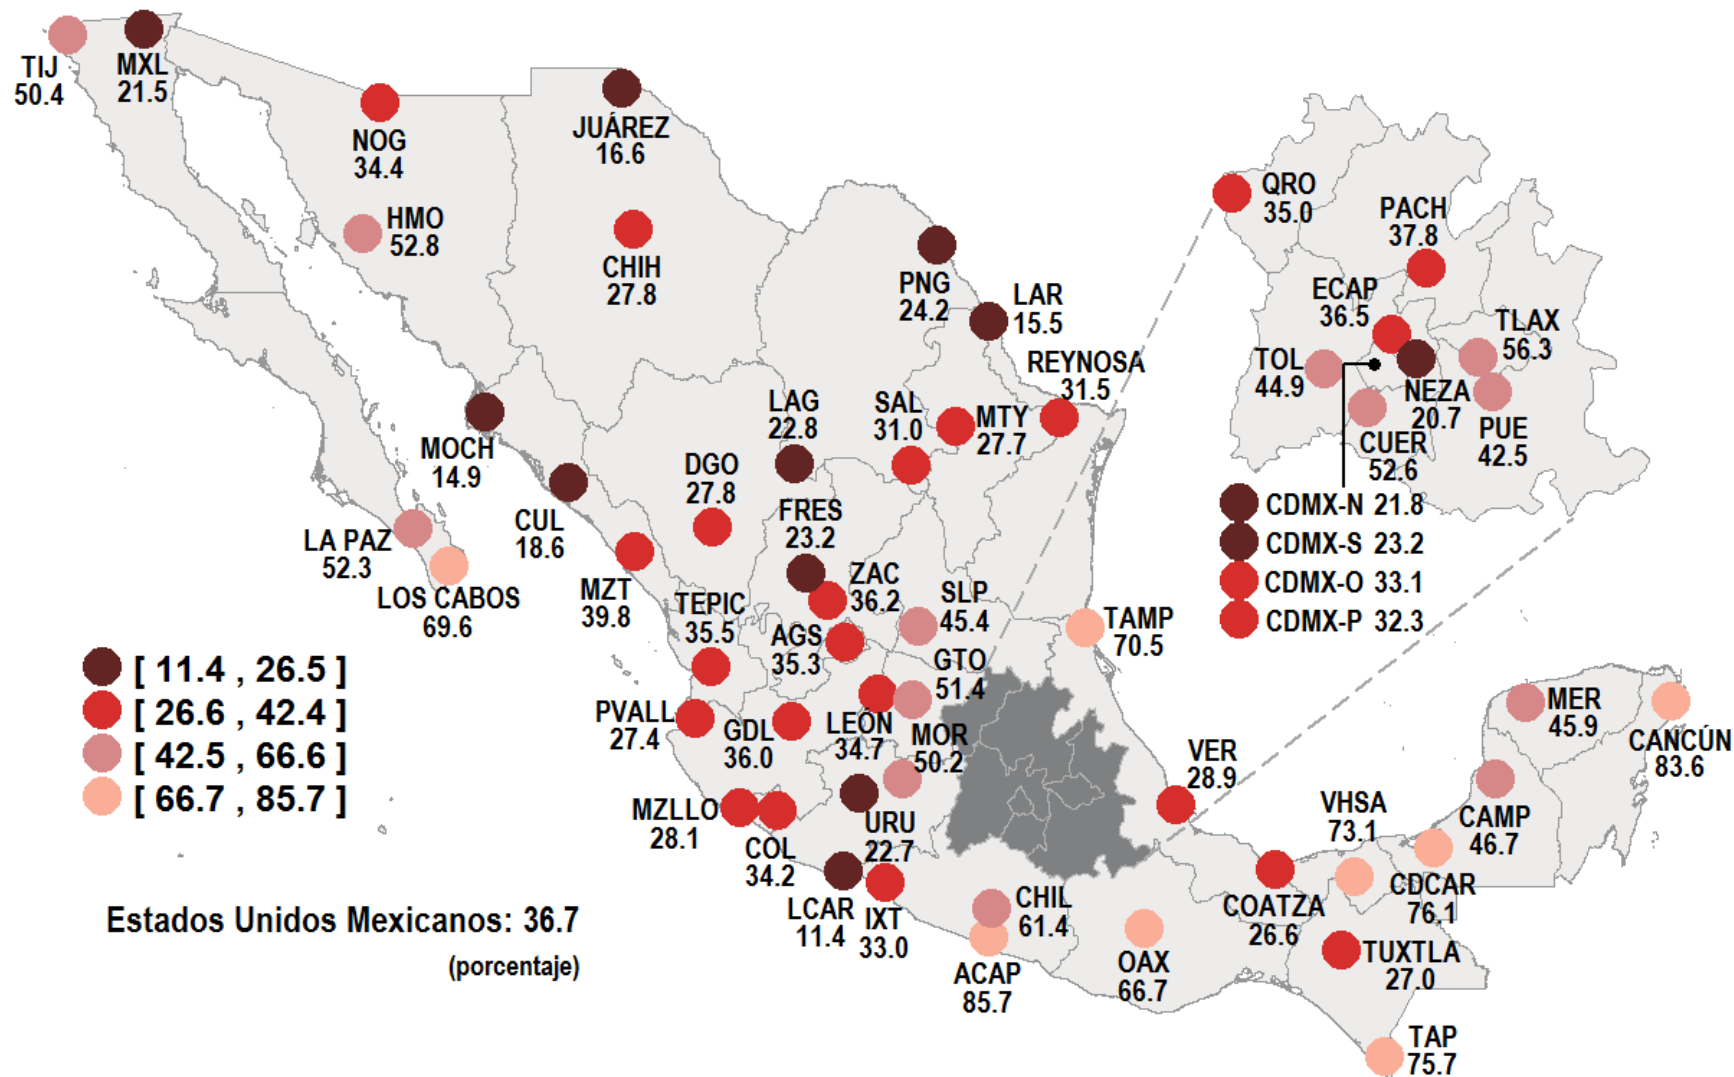 TIJ
50.4
MXL
21.5
NOG
34.4
HMO
52.8
JUÁREZ
16.6
CHIH
27.8
PNG
24.2
LAR
15.5
REYNOSA
31.5
MOCH
14.9
LAG
22.8
SAL
31.0
MTY
27.7
DGO
27.8
CUL
18.6
FRES
23.2
LA PAZ
52.3
LOS CABOS
69.6
MZT
39.8
ZAC
36.2
SLP
45.4
TEPIC
35.5
AGS
35.3
GTO
51.4
TAMP
70.5
PVALL
27.4
GDL
36.0
LEÓN
34.7
MOR
50.2
MZLLO
28.1
COL
34.2
URU
22.7
LCAR
11.4
IXT
33.0
CHIL
61.4
ACAP
85.7
OAX
66.7
VER
28.9
COATZA
26.6
VHSA
73.1
CDCAR
76.1
TUXTLA
27.0
TAP
75.7
CAMP
46.7
MER
45.9
CANCÚN
83.6
QRO
35.0
PACH
37.8
ECAP
36.5
TLAX
56.3
TOL
44.9
NEZA
20.7
CUER
52.6
PUE
42.5
CDMX-N 21.8
CDMX-S 23.2
CDMX-O 33.1
CDMX-P 32.3
[ 11.4 , 26.5 ]
[ 26.6 , 42.4 ]
[ 42.5 , 66.6 ]
[ 66.7 , 85.7 ]
Estados Unidos Mexicanos: 36.7
(porcentaje)